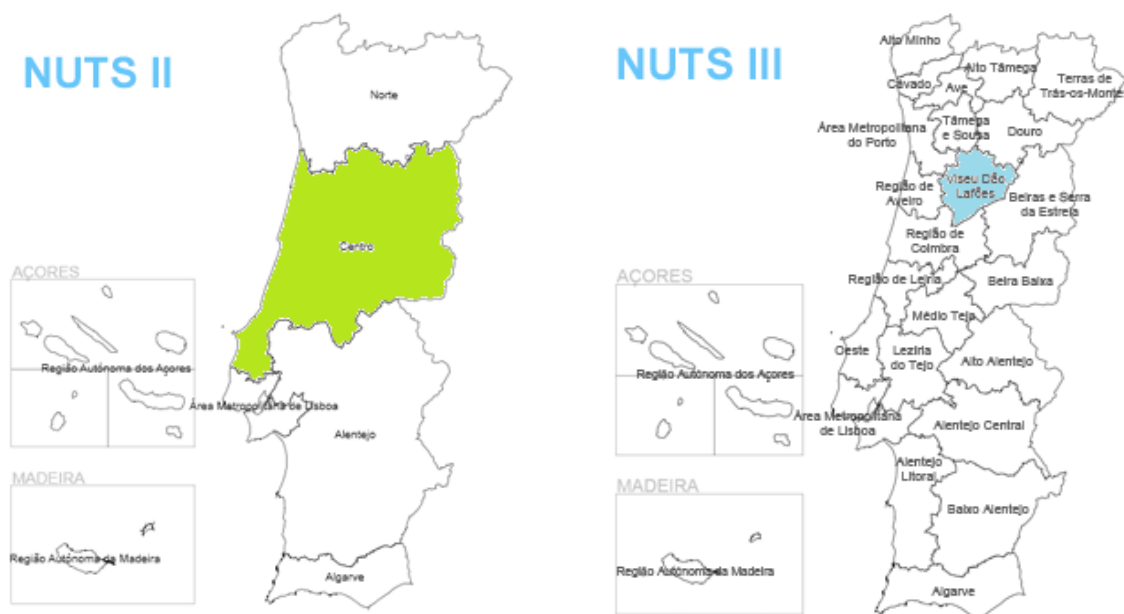 NUTS II
Norte
Centro
AÇORES
Região Autónoma dos Açores
Área Metropolitana de Lisboa
Alentejo
MADEIRA
Região Autónoma da Madeira
Algarve
NUTS III
Alto Minho
Alto Tâmega
Terras de
Trás-os-Montes
Cávado
Ave
Área Metropolitana
do Porto
Tâmega
e Sousa
Douro
Viseu Dão
Lafões
Região de
Aveiro
Beiras e Serra
da Estrela
Região de
Coimbra
AÇORES
Região de Leiria
Beira Baixa
Médio Tejo
Oeste
Lezíria
do Tejo
Alto Alentejo
Região Autónoma dos Açores
Área Metropolitana
de Lisboa
Alentejo Central
Alentejo
Litoral
MADEIRA
Baixo Alentejo
Região Autónoma da Madeira
Algarve